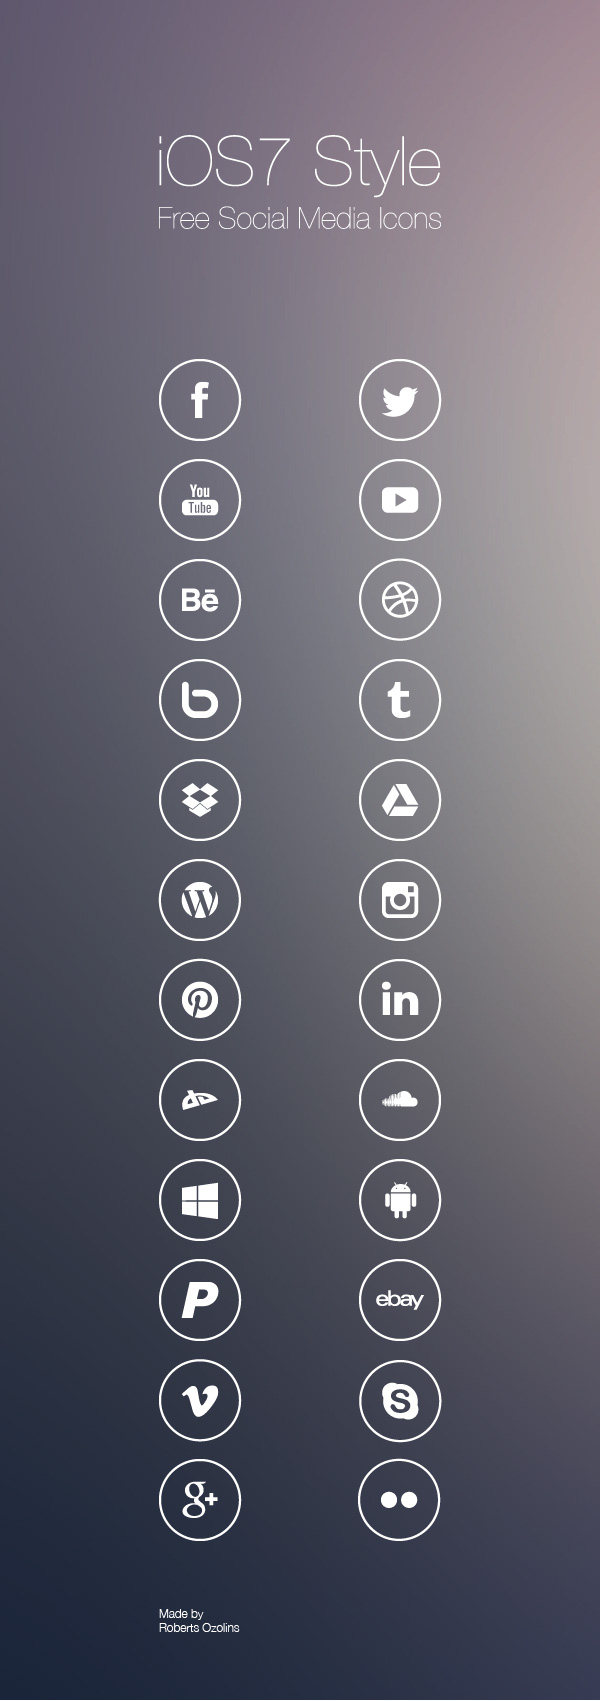 iOS7 Style
Free Social Media Icons
f
You
Tube
Bē
b
t
W
P
in
P
ebay
v
S
g+
Made by
Roberts Ozolins